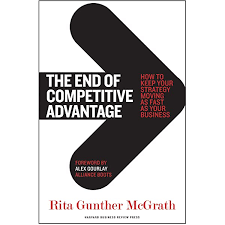 THE END OF
COMPETITIVE
ADVANTAGE
HOW TO
KEEP YOUR
STRATEGY
MOVING
AS FAST
AS YOUR
BUSINESS
FOREWORD BY
ALEX GOURLAY
ALLIANCE BOOTS
Rita Gunther McGrath
HARVARD BUSINESS REVIEW PRESS